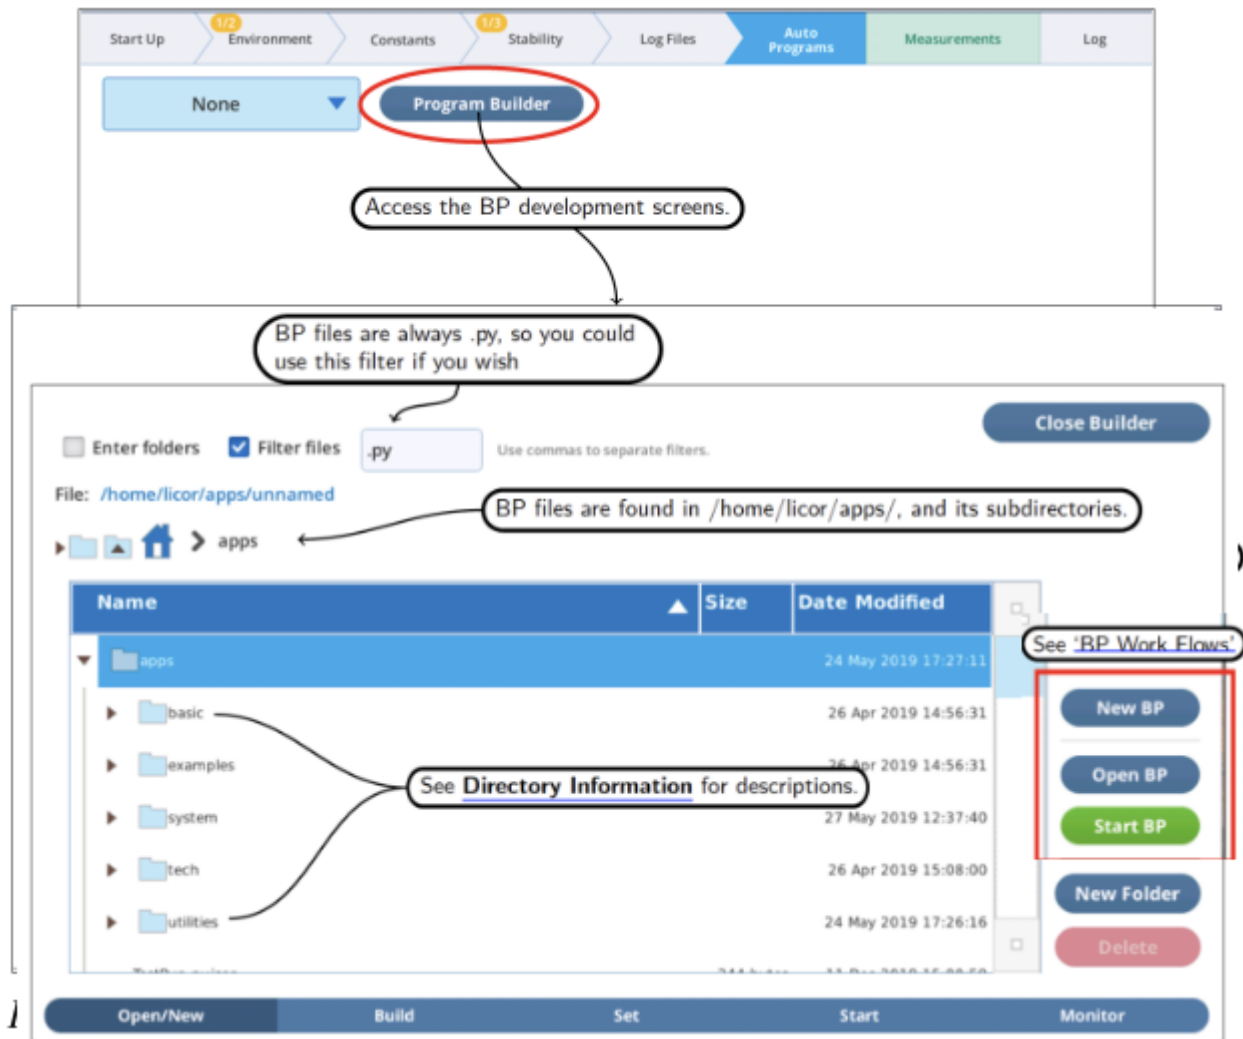 Start Up
1/2
Environment
Constants
1/3
Stability
Log Files
Auto
Programs
Measurements
Log
None
Program Builder
Access the BP development screens.
BP files are always .py, so you could
use this filter if you wish
Close Builder
Enter folders
Filter files
.py
Use commas to separate filters.
File: /home/licor/apps/unnamed
BP files are found in /home/licor/apps/, and its subdirectories.
apps
Name Size Date Modified
See 'BP Work Flows'
apps 24 May 2019 17:27:11
basic 26 Apr 2019 14:56:31
New BP
examples 26 Apr 2019 14:56:31
Open BP
See Directory Information for descriptions.
system 27 May 2019 12:37:40
Start BP
tech 26 Apr 2019 15:08:00
New Folder
utilities 24 May 2019 17:26:16
Delete
Open/New Build Set Start Monitor